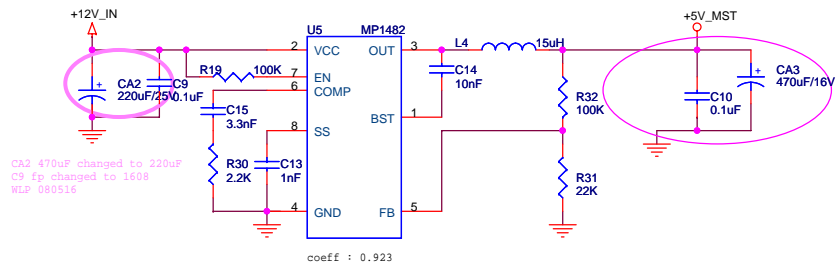 +12V_IN
+5V_MST
U5
MP1482
2
VCC
OUT
3
L4
15uH
R19
100K
7
EN
6
COMP
C14
10nF
CA2
220uF/25V
C9
0.1uF
C15
3.3nF
R32
100K
C10
0.1uF
CA3
470uF/16V
8
SS
BST
1
R30
2.2K
C13
1nF
R31
22K
4
GND
FB
5
CA2 470uF changed to 220uF
C9 fp changed to 1608
WLP 080516
coeff : 0.923